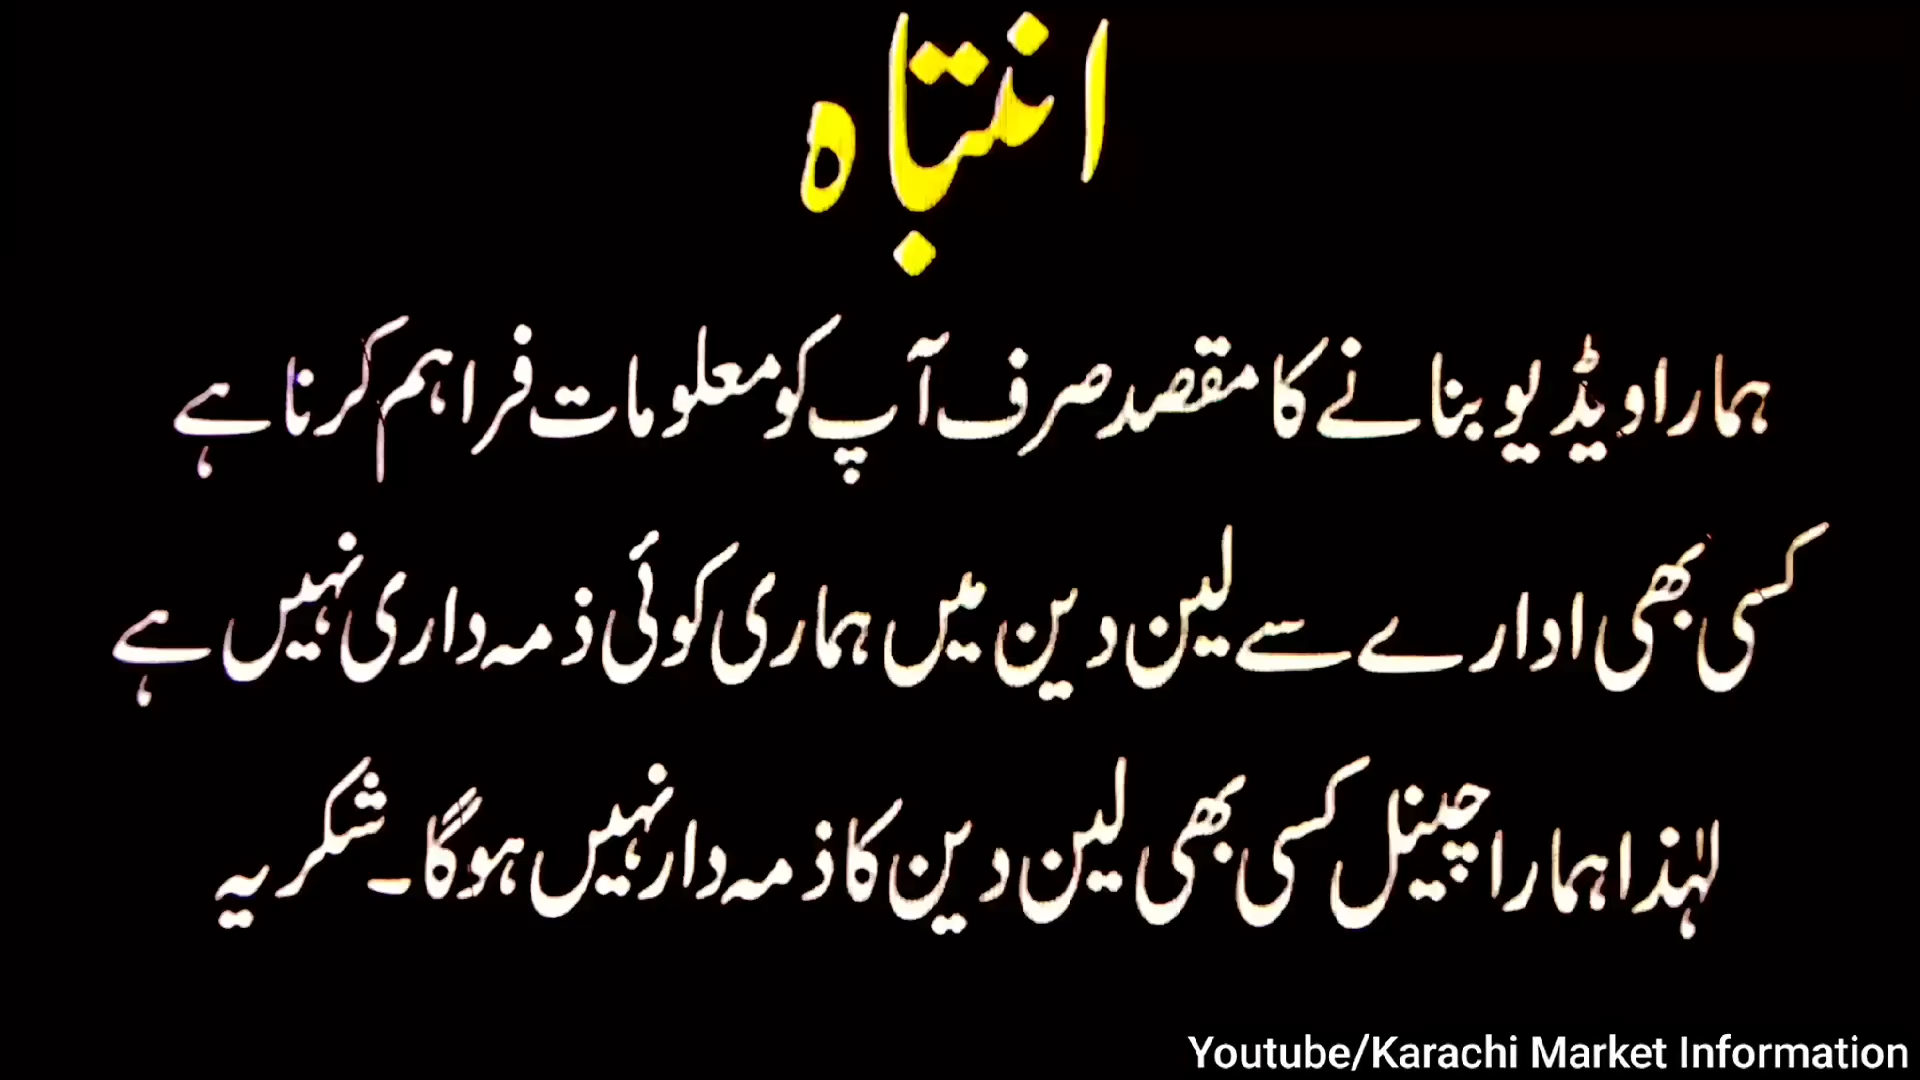 انتباہ
ہمارا ویڈیو بنانے کا مقصد صرف آپ کو معلومات فراہم کرنا ہے
کسی بھی ادارے سے لین دین میں ہماری کوئی ذمہ داری نہیں ہے
لہٰذا ہمارا چینل کسی بھی لین دین کا ذمہ دار نہیں ہوگا۔ شکریہ
Youtube/Karachi Market Information